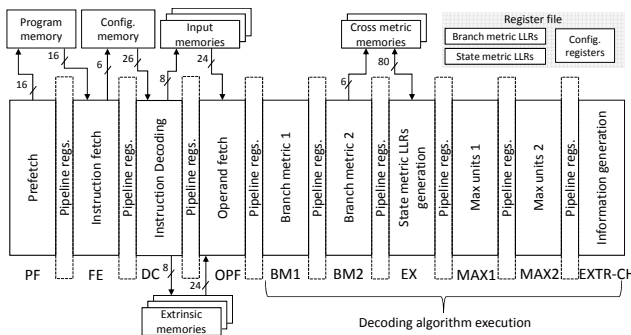 Program
memory
Config.
memory
Input
memories
Cross metric
memories
Register file
Branch metric LLRs
State metric LLRs
Config.
registers
16
16
6
26
8
24
6
80
Prefetch
Pipeline regs.
Instruction fetch
Pipeline regs.
Instruction Decoding
Pipeline regs.
Operand fetch
Pipeline regs.
Branch metric 1
Pipeline regs.
Branch metric 2
Pipeline regs.
State metric LLRs
generation
Pipeline regs.
Max units 1
Pipeline regs.
Max units 2
Pipeline regs.
Information generation
PF
FE
DC
8
24
OPF
BM1
BM2
EX
MAX1
MAX2
EXTR-CH
Extrinsic
memories
Decoding algorithm execution